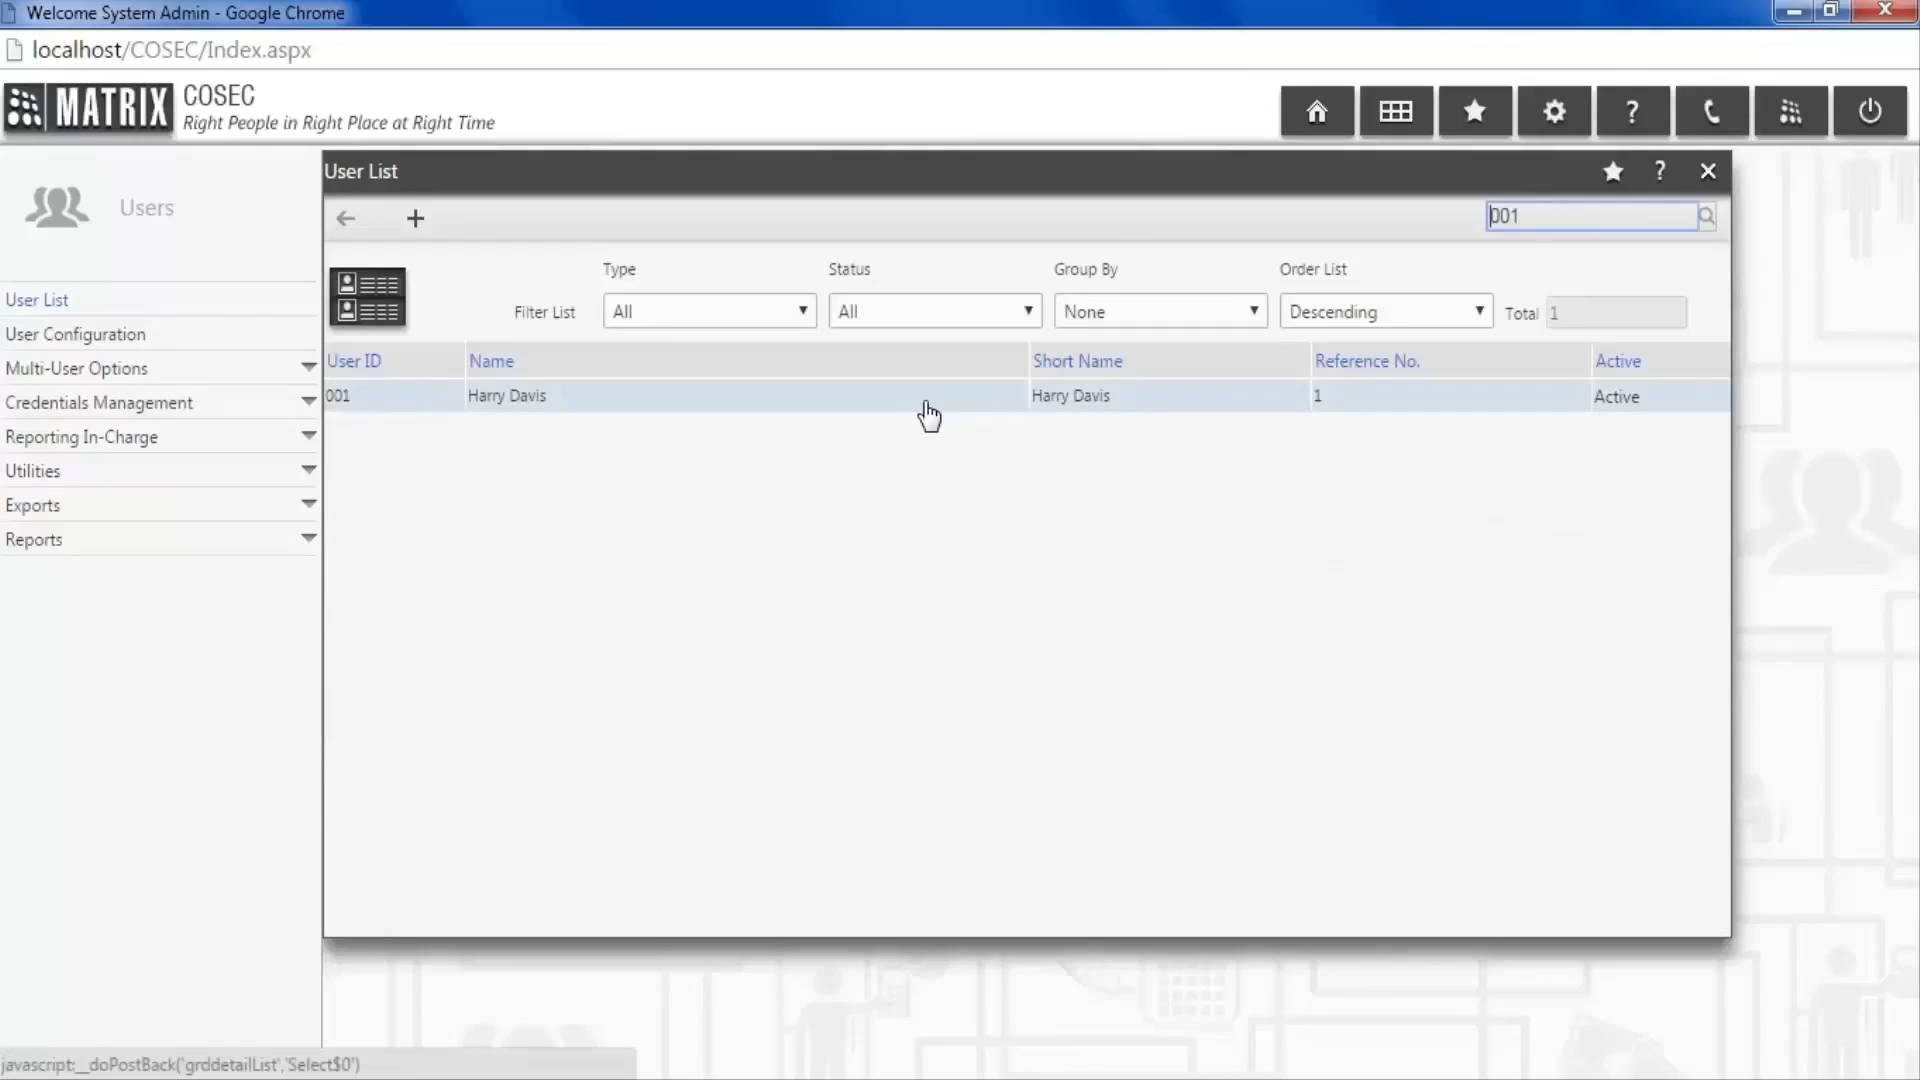 Welcome System Admin - Google Chrome
localhost/COSEC/Index.aspx
MATRIX
COSEC
Right People in Right Place at Right Time
Users
User List
User Configuration
Multi-User Options
Credentials Management
Reporting In-Charge
Utilities
Exports
Reports
User List
001
Type Status Group By Order List
Filter List All All None Descending Total 1
User ID Name Short Name Reference No. Active
001 Harry Davis Harry Davis 1 Active
javascript:__doPostBack('grddetailList','Select$0')